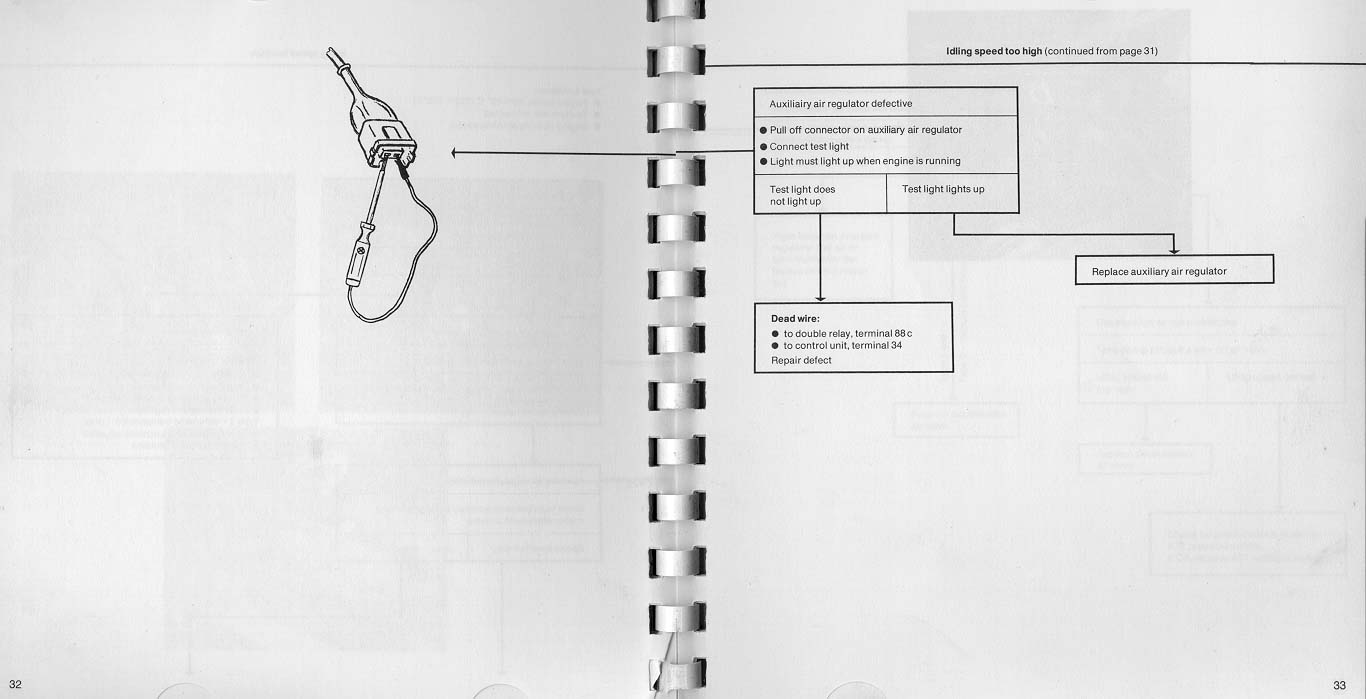 Idling speed too high (continued from page 31)
Auxiliairy air regulator defective
● Pull off connector on auxiliary air regulator
● Connect test light
● Light must light up when engine is running
Test light does
not light up
Test light lights up
Replace auxiliary air regulator
Dead wire:
● to double relay, terminal 88 c
● to control unit, terminal 34
Repair defect
32
33